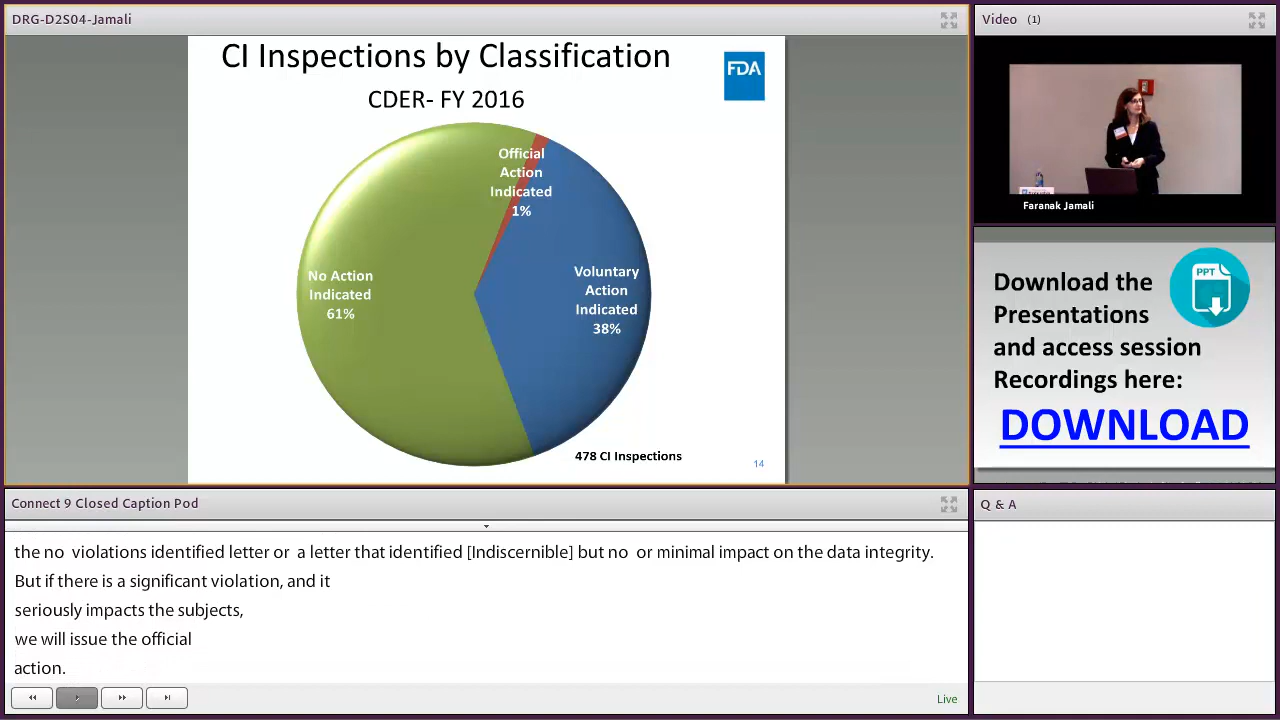 DRG-D2S04-Jamali
CI Inspections by Classification
CDER- FY 2016
FDA
Official
Action
Indicated
1%
No Action
Indicated
61%
Voluntary
Action
Indicated
38%
478 CI Inspections
14
Video (1)
Faranak Jamali
Download the
Presentations
and access session
Recordings here:
DOWNLOAD
PPT
Connect 9 Closed Caption Pod
the no violations identified letter or a letter that identified [Indiscernible] but no or minimal impact on the data integrity.
But if there is a significant violation, and it
seriously impacts the subjects,
we will issue the official
action.
Live
Q & A